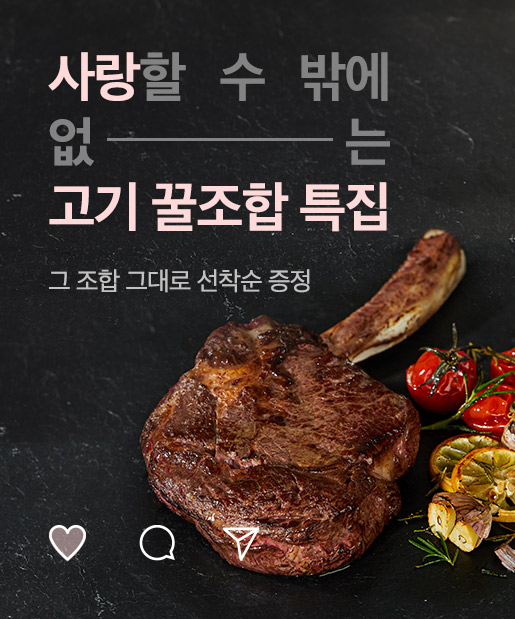 사랑할 수 밖에
없 는
고기 꿀조합 특집
그 조합 그대로 선착순 증정